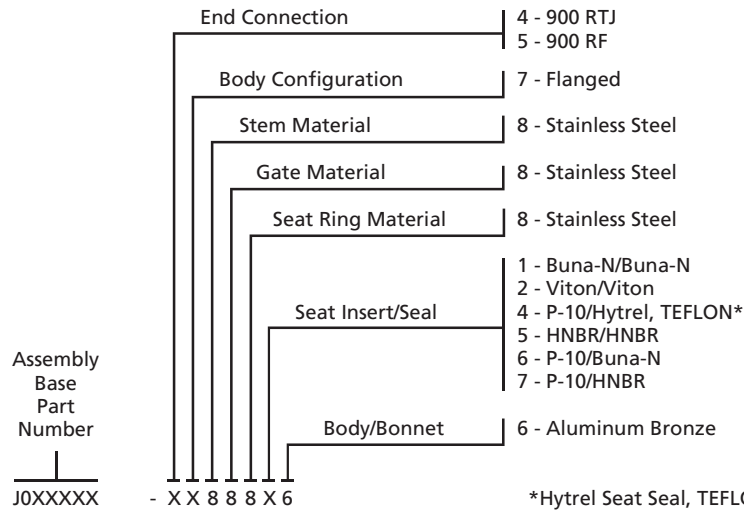 End Connection
4 - 900 RTJ
5 - 900 RF
Body Configuration
7 - Flanged
Stem Material
8 - Stainless Steel
Gate Material
8 - Stainless Steel
Seat Ring Material
8 - Stainless Steel
Seat Insert/Seal
1 - Buna-N/Buna-N
2 - Viton/Viton
4 - P-10/Hytrel, TEFLON*
5 - HNBR/HNBR
6 - P-10/Buna-N
7 - P-10/HNBR
Body/Bonnet
6 - Aluminum Bronze
Assembly
Base
Part
Number
J0XXXXX - X X 8 8 8 X 6
*Hytrel Seat Seal,